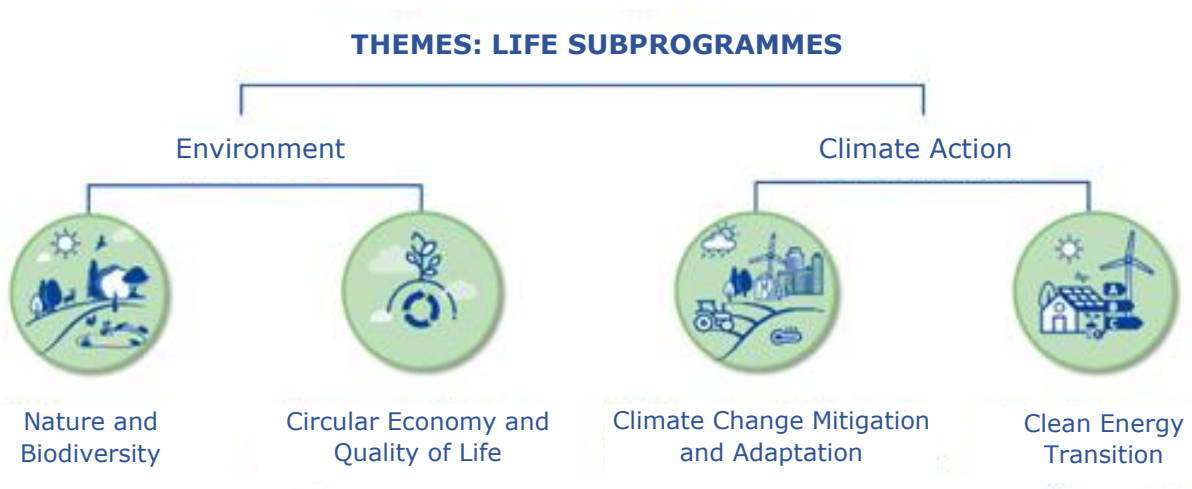 THEMES: LIFE SUBPROGRAMMES
Environment
Climate Action
Nature and
Biodiversity
Circular Economy and
Quality of Life
Climate Change Mitigation
and Adaptation
Clean Energy
Transition